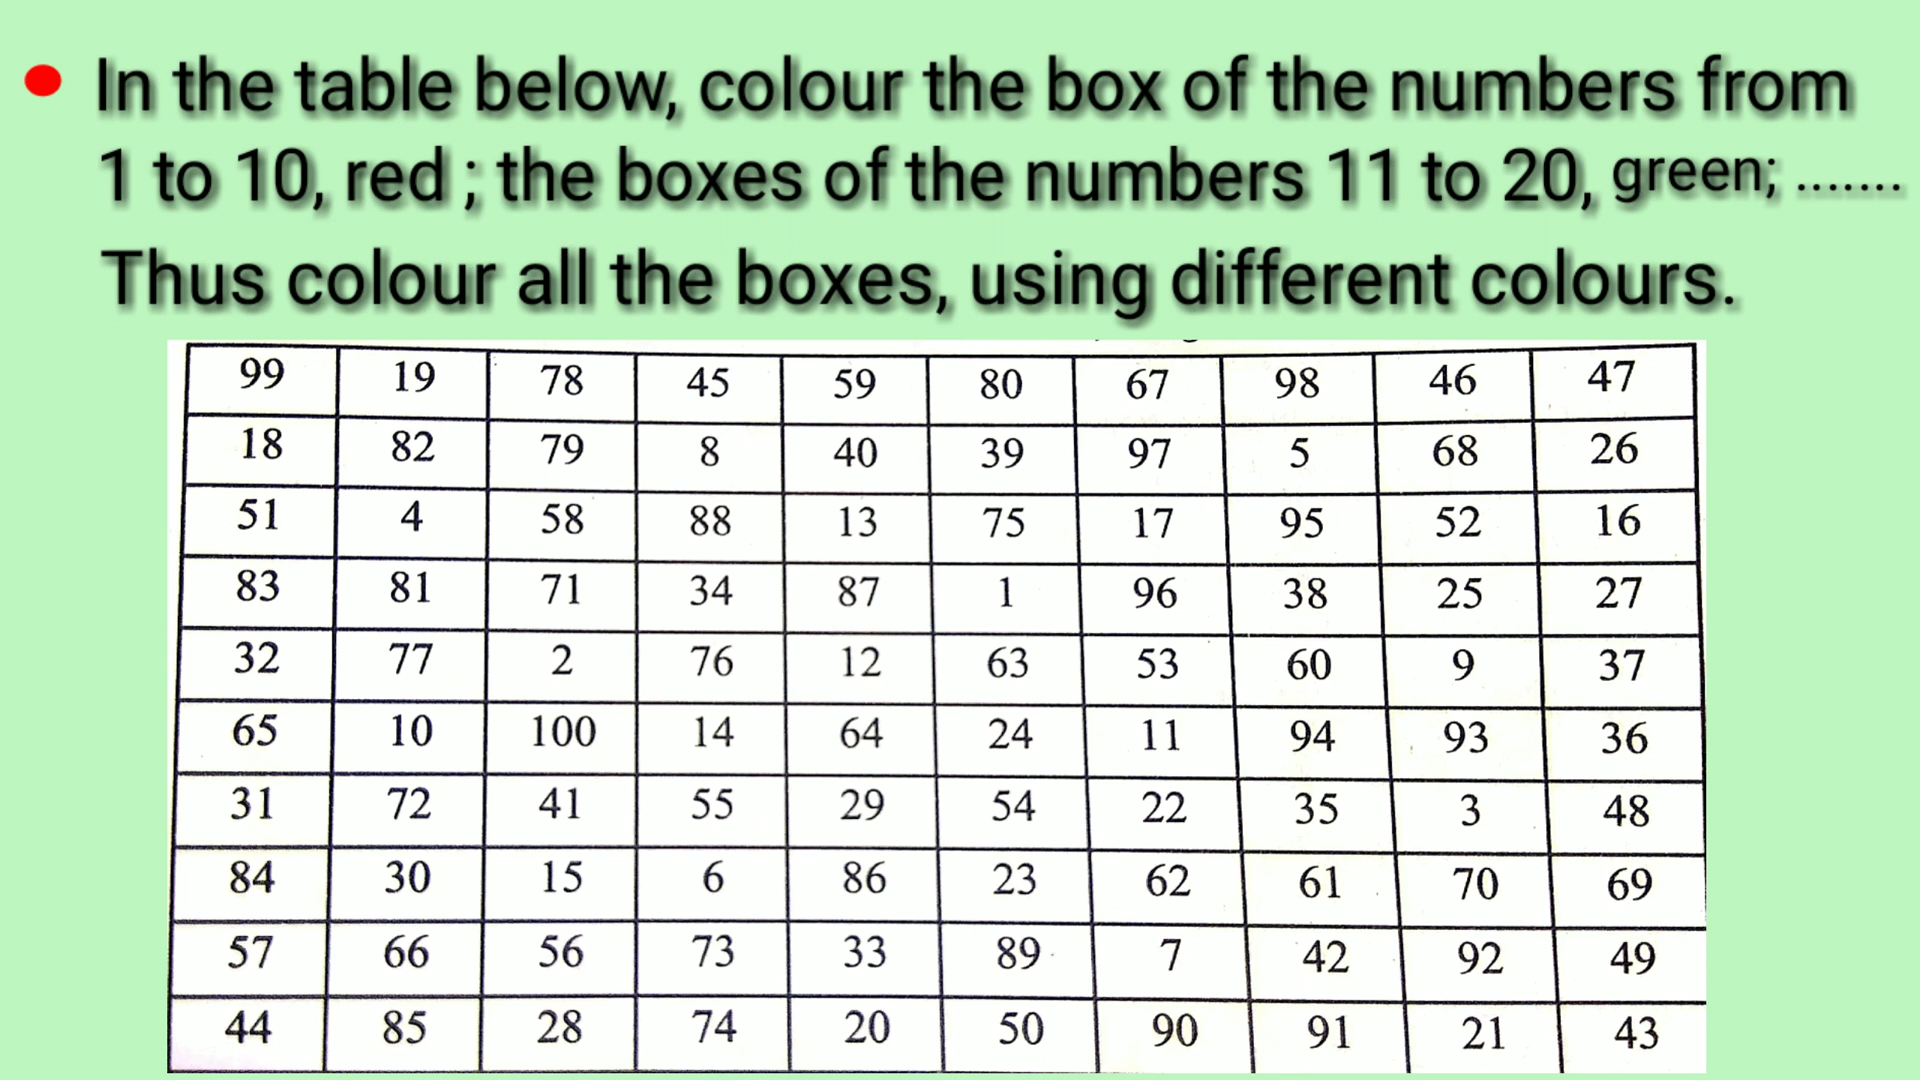 In the table below, colour the box of the numbers from
1 to 10, red ; the boxes of the numbers 11 to 20, green; .......
Thus colour all the boxes, using different colours.
99 19 78 45 59 80 67 98 46 47
18 82 79 8 40 39 97 5 68 26
51 4 58 88 13 75 17 95 52 16
83 81 71 34 87 1 96 38 25 27
32 77 2 76 12 63 53 60 9 37
65 10 100 14 64 24 11 94 93 36
31 72 41 55 29 54 22 35 3 48
84 30 15 6 86 23 62 61 70 69
57 66 56 73 33 89 7 42 92 49
44 85 28 74 20 50 90 91 21 43